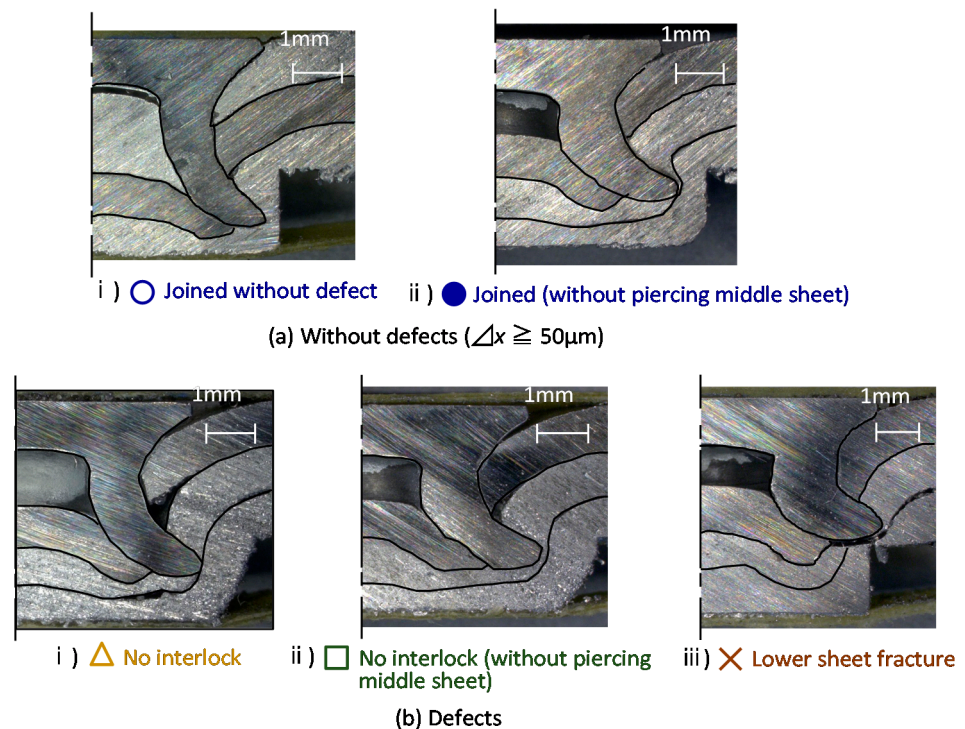 1mm
1mm
i ) ○ Joined without defect
ii ) ● Joined (without piercing middle sheet)
(a) Without defects (⊿x ≧ 50μm)
1mm
1mm
1mm
i ) △ No interlock
ii ) □ No interlock (without piercing
middle sheet)
iii ) × Lower sheet fracture
(b) Defects